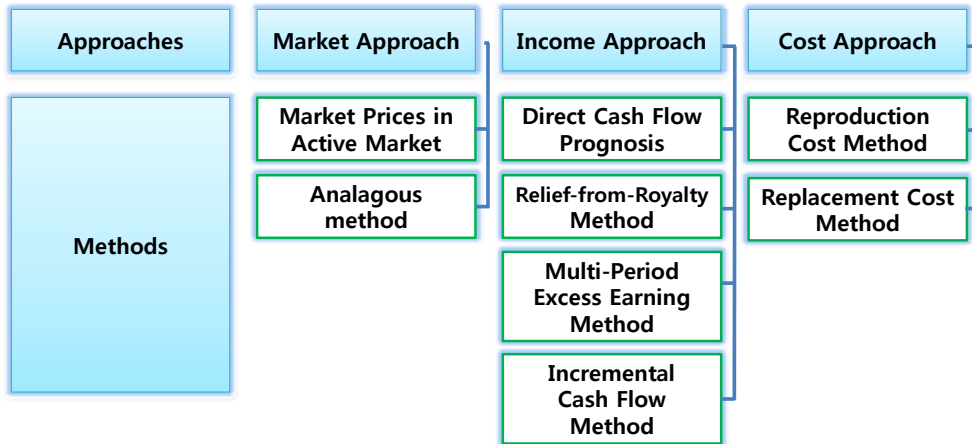 Approaches
Market Approach
Income Approach
Cost Approach
Methods
Market Prices in
Active Market
Analagous
method
Direct Cash Flow
Prognosis
Relief-from-Royalty
Method
Multi-Period
Excess Earning
Method
Incremental
Cash Flow
Method
Reproduction
Cost Method
Replacement Cost
Method